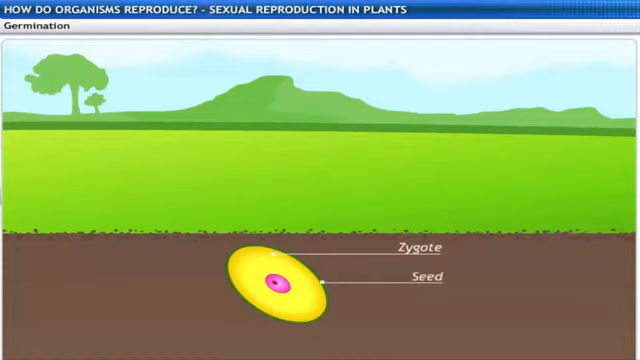 HOW DO ORGANISMS REPRODUCE? - SEXUAL REPRODUCTION IN PLANTS
Germination
Zygote
Seed